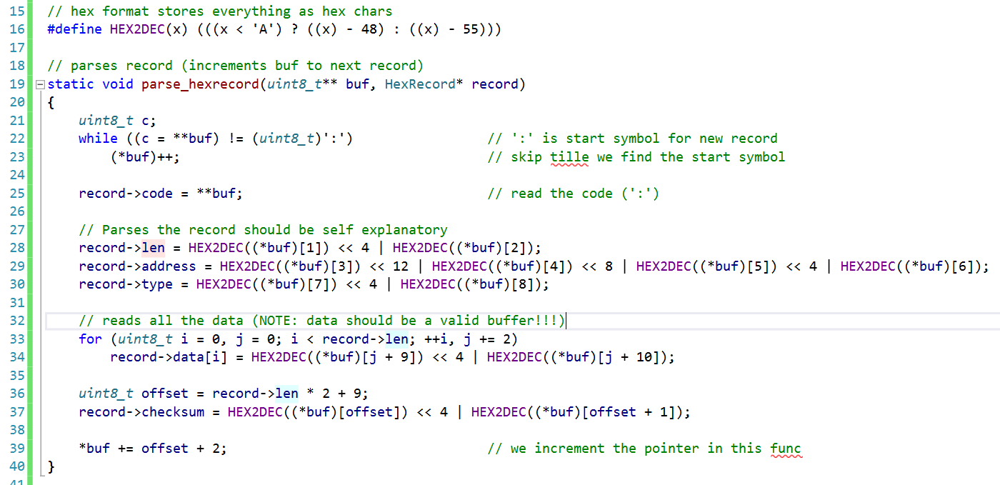 15 // hex format stores everything as hex chars
16 #define HEX2DEC(x) (((x < 'A') ? ((x) - 48) : ((x) - 55)))
17
18 // parses record (increments buf to next record)
19 static void parse_hexrecord(uint8_t** buf, HexRecord* record)
20 {
21     uint8_t c;
22     while ((c = **buf) != (uint8_t)':')                 // ':' is start symbol for new record
23         (*buf)++;                                       // skip tille we find the start symbol
24
25     record->code = **buf;                               // read the code (':')
26
27     // Parses the record should be self explanatory
28     record->len = HEX2DEC((*buf)[1]) << 4 | HEX2DEC((*buf)[2]);
29     record->address = HEX2DEC((*buf)[3]) << 12 | HEX2DEC((*buf)[4]) << 8 | HEX2DEC((*buf)[5]) << 4 | HEX2DEC((*buf)[6]);
30     record->type = HEX2DEC((*buf)[7]) << 4 | HEX2DEC((*buf)[8]);
31
32     // reads all the data (NOTE: data should be a valid buffer!!!)
33     for (uint8_t i = 0, j = 0; i < record->len; ++i, j += 2)
34         record->data[i] = HEX2DEC((*buf)[j + 9]) << 4 | HEX2DEC((*buf)[j + 10]);
35
36     uint8_t offset = record->len * 2 + 9;
37     record->checksum = HEX2DEC((*buf)[offset]) << 4 | HEX2DEC((*buf)[offset + 1]);
38
39     *buf += offset + 2;                                 // we increment the pointer in this func
40 }
41